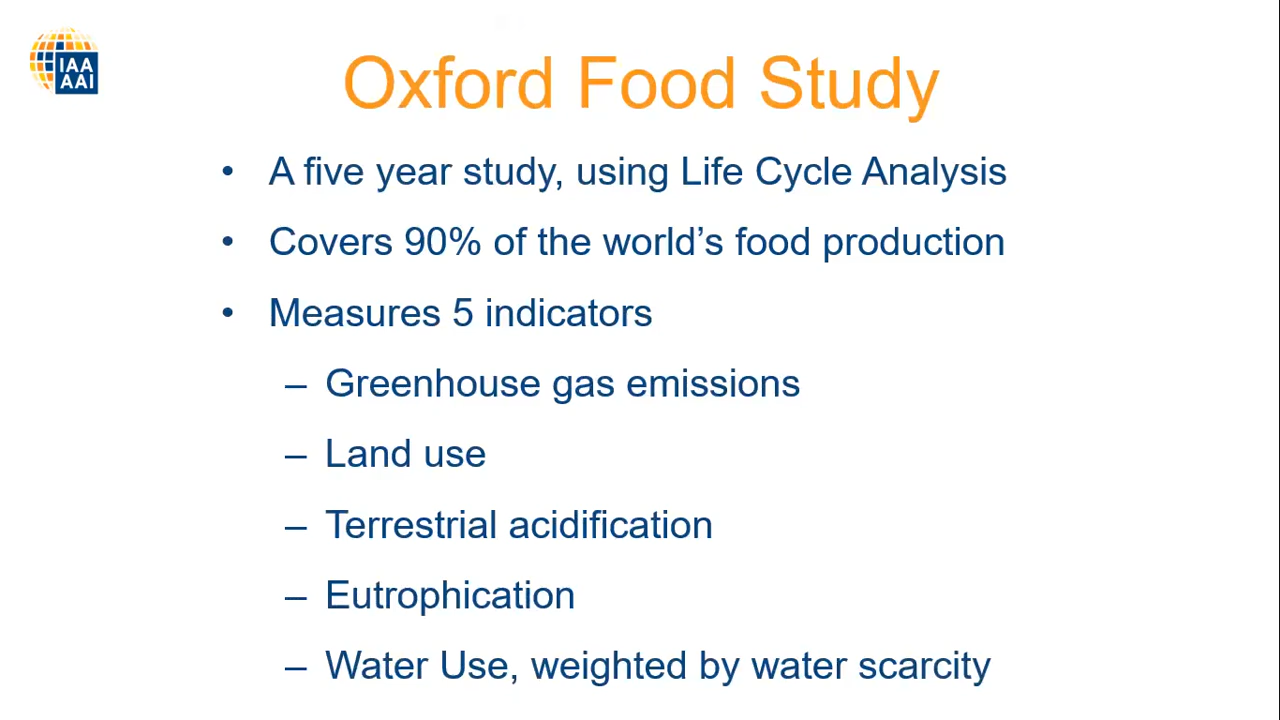 IAA
AAI
Oxford Food Study
• A five year study, using Life Cycle Analysis
• Covers 90% of the world’s food production
• Measures 5 indicators
– Greenhouse gas emissions
– Land use
– Terrestrial acidification
– Eutrophication
– Water Use, weighted by water scarcity